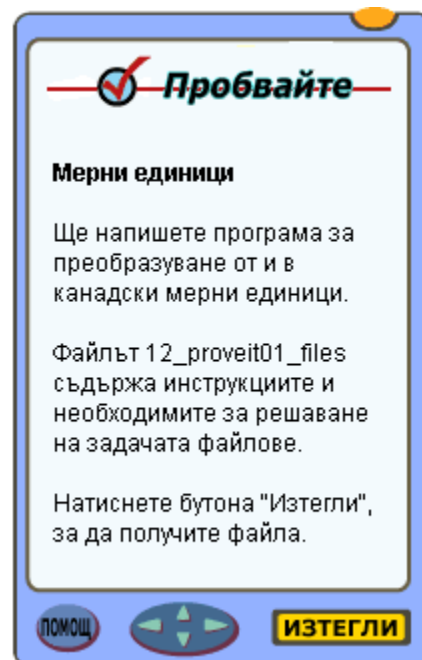 Пробвайте
Мерни единици
Ще напишете програма за
преобразуване от и в
канадски мерни единици.
Файлът 12_proveit01_files
съдържа инструкциите и
необходимите за решаване
на задачата файлове.
Натиснете бутона "Изтегли",
за да получите файла.
ПОМОЩ
ИЗТЕГЛИ